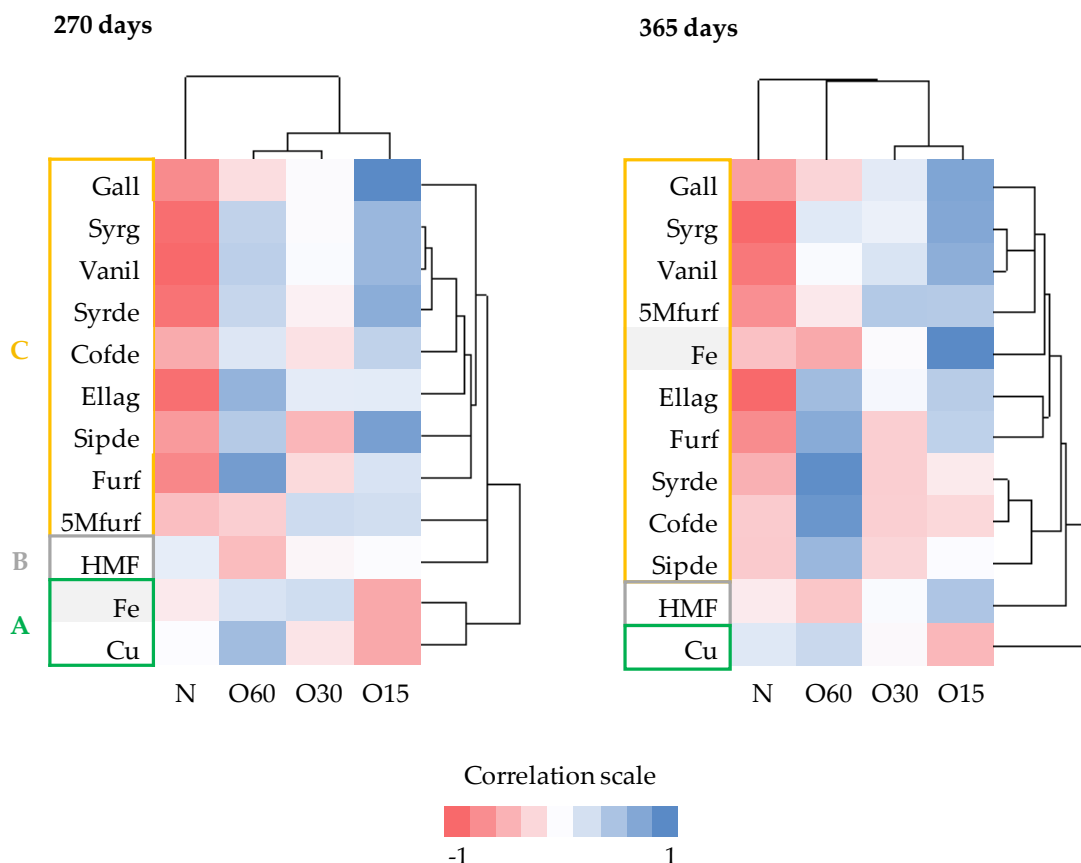 270 days
365 days
Gall
Syrg
Vanil
Syrde
Cofde
Ellag
Sipde
Furf
5Mfurf
HMF
Fe
Cu
C
B
A
N O60 O30 O15
Gall
Syrg
Vanil
5Mfurf
Fe
Ellag
Furf
Syrde
Cofde
Sipde
HMF
Cu
N O60 O30 O15
Correlation scale
-1 1